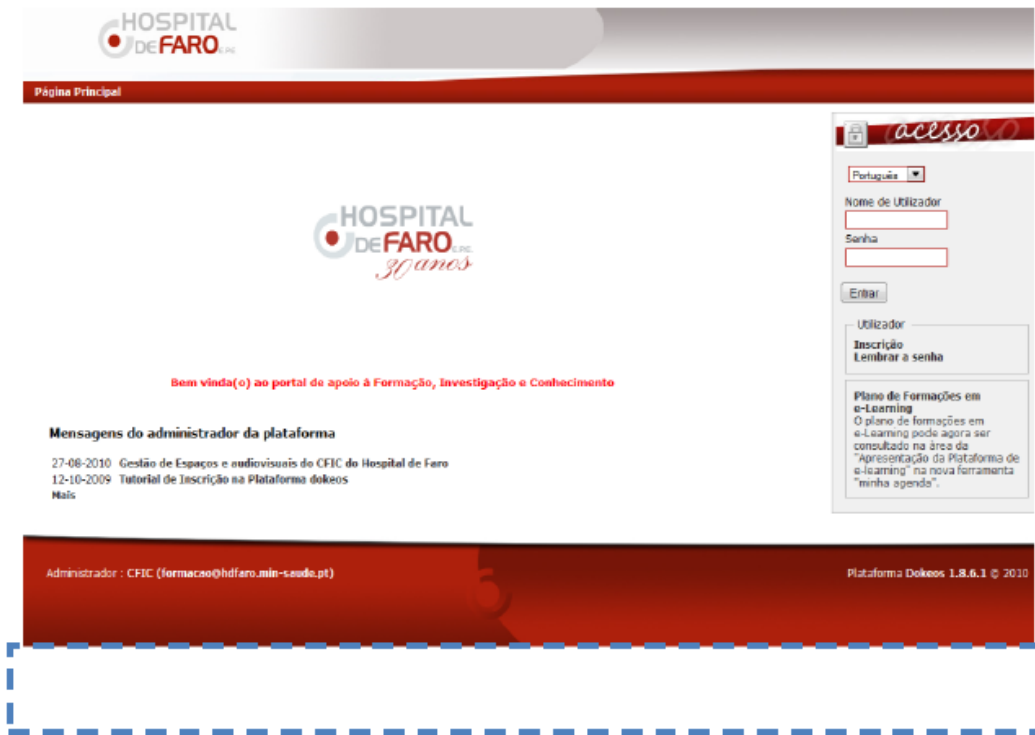 HOSPITAL
DE FARO E.P.E.
Página Principal
acesso
Português
Nome de Utilizador
Senha
Entrar
Utilizador
Inscrição
Lembrar a senha
HOSPITAL
DE FARO E.P.E.
30 anos
Bem vinda(o) ao portal de apoio à Formação, Investigação e Conhecimento
Mensagens do administrador da plataforma
27-08-2010 Gestão de Espaços e audiovisuais do CFIC do Hospital de Faro
12-10-2009 Tutorial de Inscrição na Plataforma dokeos
Mais
Plano de Formações em
e-Learning
O plano de formações em
e-Learning pode agora ser
consultado na área da
"Apresentação da Plataforma de
e-learning" na nova ferramenta
"minha agenda".
Administrador : CFIC (formacao@hdfaro.min-saude.pt)
Plataforma Dokeos 1.8.6.1 © 2010